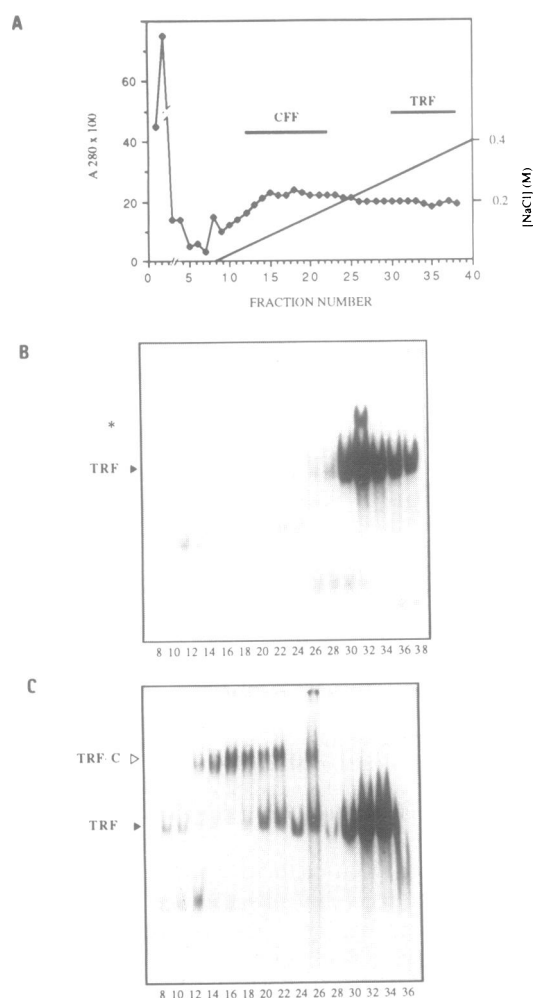 A
A 280 x 100
60
40
20
0
CFF
TRF
0.4
0.2
[NaCl] (M)
0 5 10 15 20 25 30 35 40
FRACTION NUMBER
B
*
TRF
8 10 12 14 16 18 20 22 24 26 28 30 32 34 36 38
C
TRF-C
TRF
8 10 12 14 16 18 20 22 24 26 28 30 32 34 36